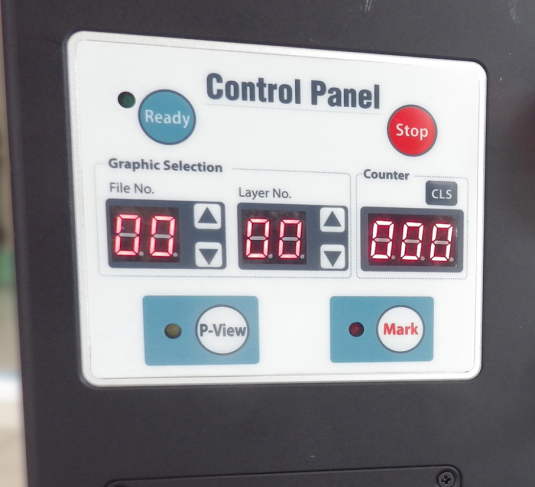 Control Panel
Ready
Stop
Graphic Selection
Counter
File No.
Layer No.
CLS
00
00
000
P-View
Mark